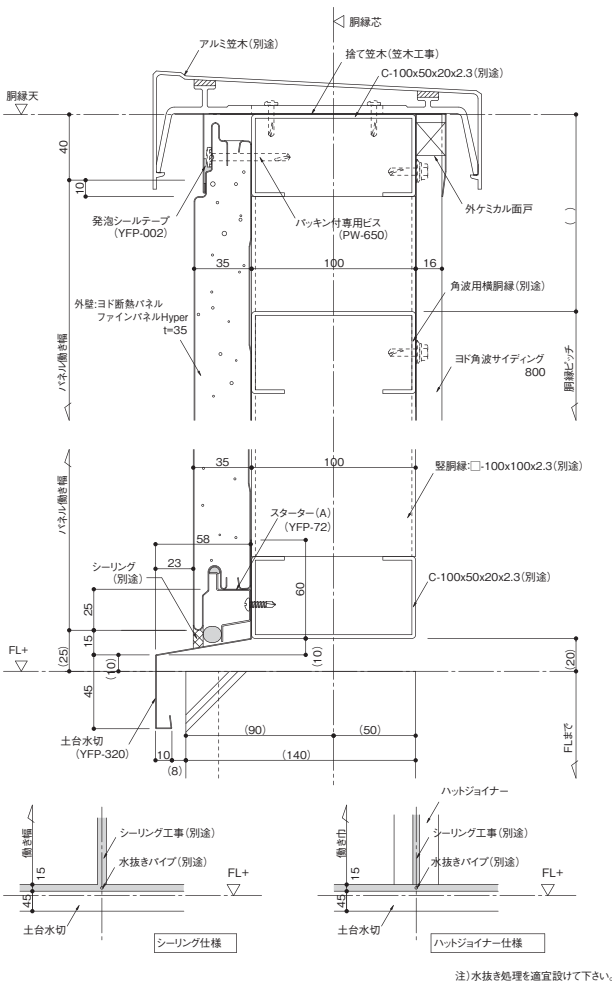 胴縁芯
アルミ笠木(別途)
捨て笠木(笠木工事)
C-100x50x20x2.3(別途)
胴縁天
40
10
発泡シールテープ
(YFP-002)
パッキン付専用ビス
(PW-650)
外ケミカル面戸
( )
35
100
16
外壁:ヨド断熱パネル
ファインパネルHyper
t=35
角波用横胴縁(別途)
ヨド角波サイディング
800
パネル働き幅
胴縁ピッチ
35
100
竪胴縁:□-100x100x2.3(別途)
パネル働き幅
スターター(A)
(YFP-72)
58
23
シーリング
(別途)
60
C-100x50x20x2.3(別途)
25
15
FL+
(25)
(10)
(10)
(20)
45
(90)
(50)
FLまで
土台水切
(YFP-320)
10
(8)
(140)
働き幅
シーリング工事(別途)
15
水抜きパイプ(別途)
FL+
45
土台水切
シーリング仕様
ハットジョイナー
働き巾
シーリング工事(別途)
15
水抜きパイプ(別途)
FL+
45
土台水切
ハットジョイナー仕様
注)水抜き処理を適宜設けて下さい。